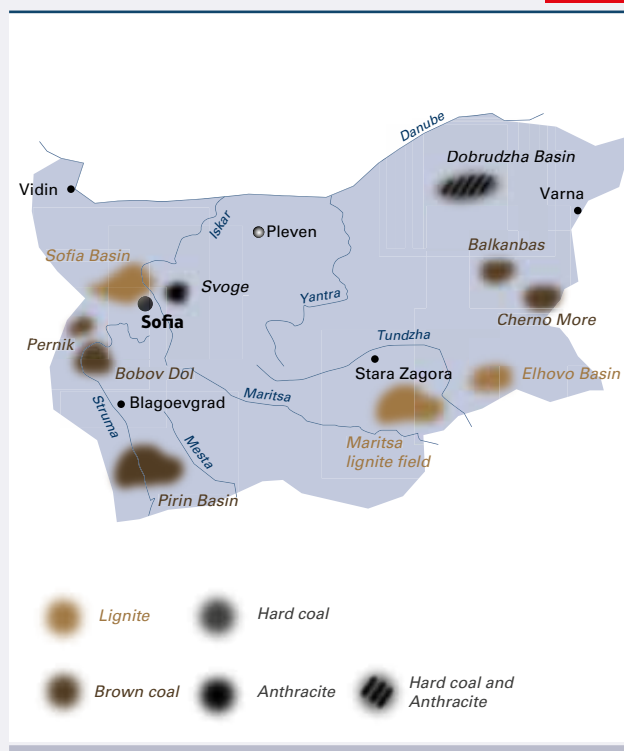 Danube
Dobrudzha Basin
Vidin
Varna
Iskar
Pleven
Balkanbas
Sofia Basin
Svoge
Yantra
Sofia
Cherno More
Tundzha
Pernik
Bobov Dol
Stara Zagora
Elhovo Basin
Maritsa
Struma
Blagoevgrad
Mesta
Maritsa
lignite field
Pirin Basin
Lignite
Hard coal
Brown coal
Anthracite
Hard coal and
Anthracite